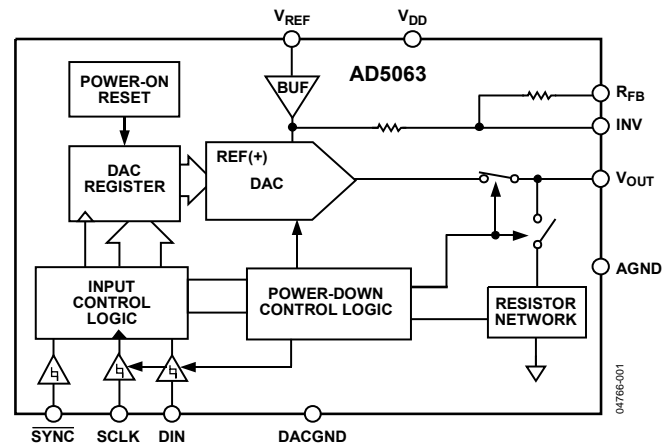 VREF
VDD
BUF
AD5063
POWER-ON
RESET
RFB
INV
REF(+)
DAC
REGISTER
DAC
VOUT
AGND
INPUT
CONTROL
LOGIC
POWER-DOWN
CONTROL LOGIC
RESISTOR
NETWORK
SYNC
SCLK
DIN
DACGND
04766-001